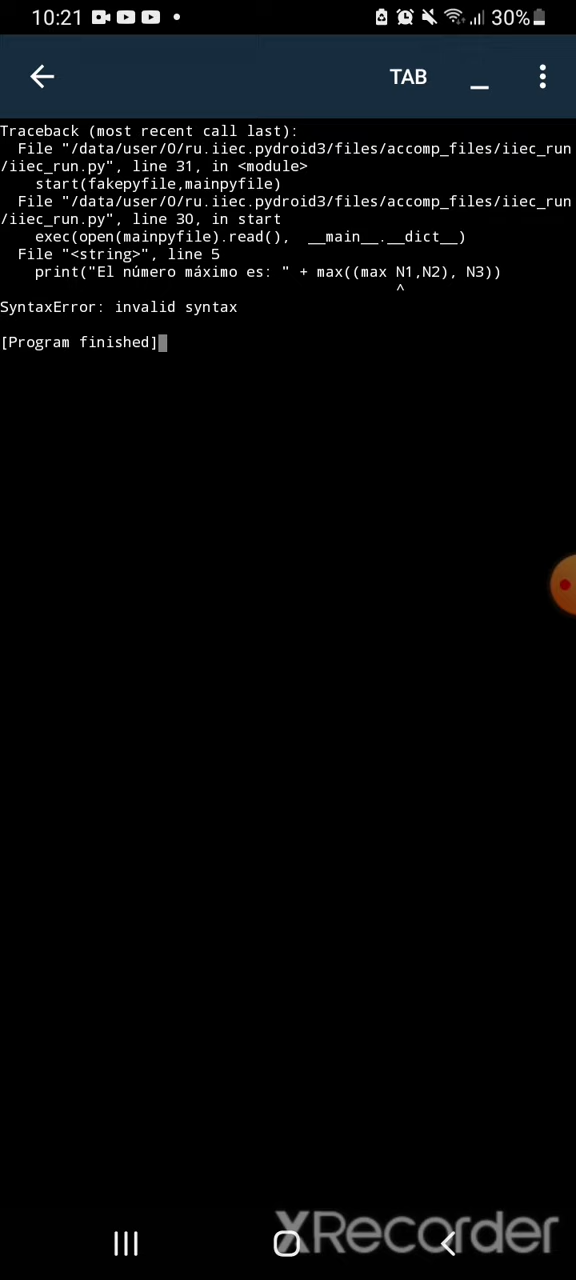 10:21 30%
TAB
Traceback (most recent call last):
File "/data/user/0/ru.iiec.pydroid3/files/accomp_files/iiec_run
/iiec_run.py", line 31, in <module>
start(fakepyfile,mainpyfile)
File "/data/user/0/ru.iiec.pydroid3/files/accomp_files/iiec_run
/iiec_run.py", line 30, in start
exec(open(mainpyfile).read(),  __main__.__dict__)
File "<string>", line 5
print("El número máximo es: " + max((max N1,N2), N3))
^
SyntaxError: invalid syntax
[Program finished]
XRecorder